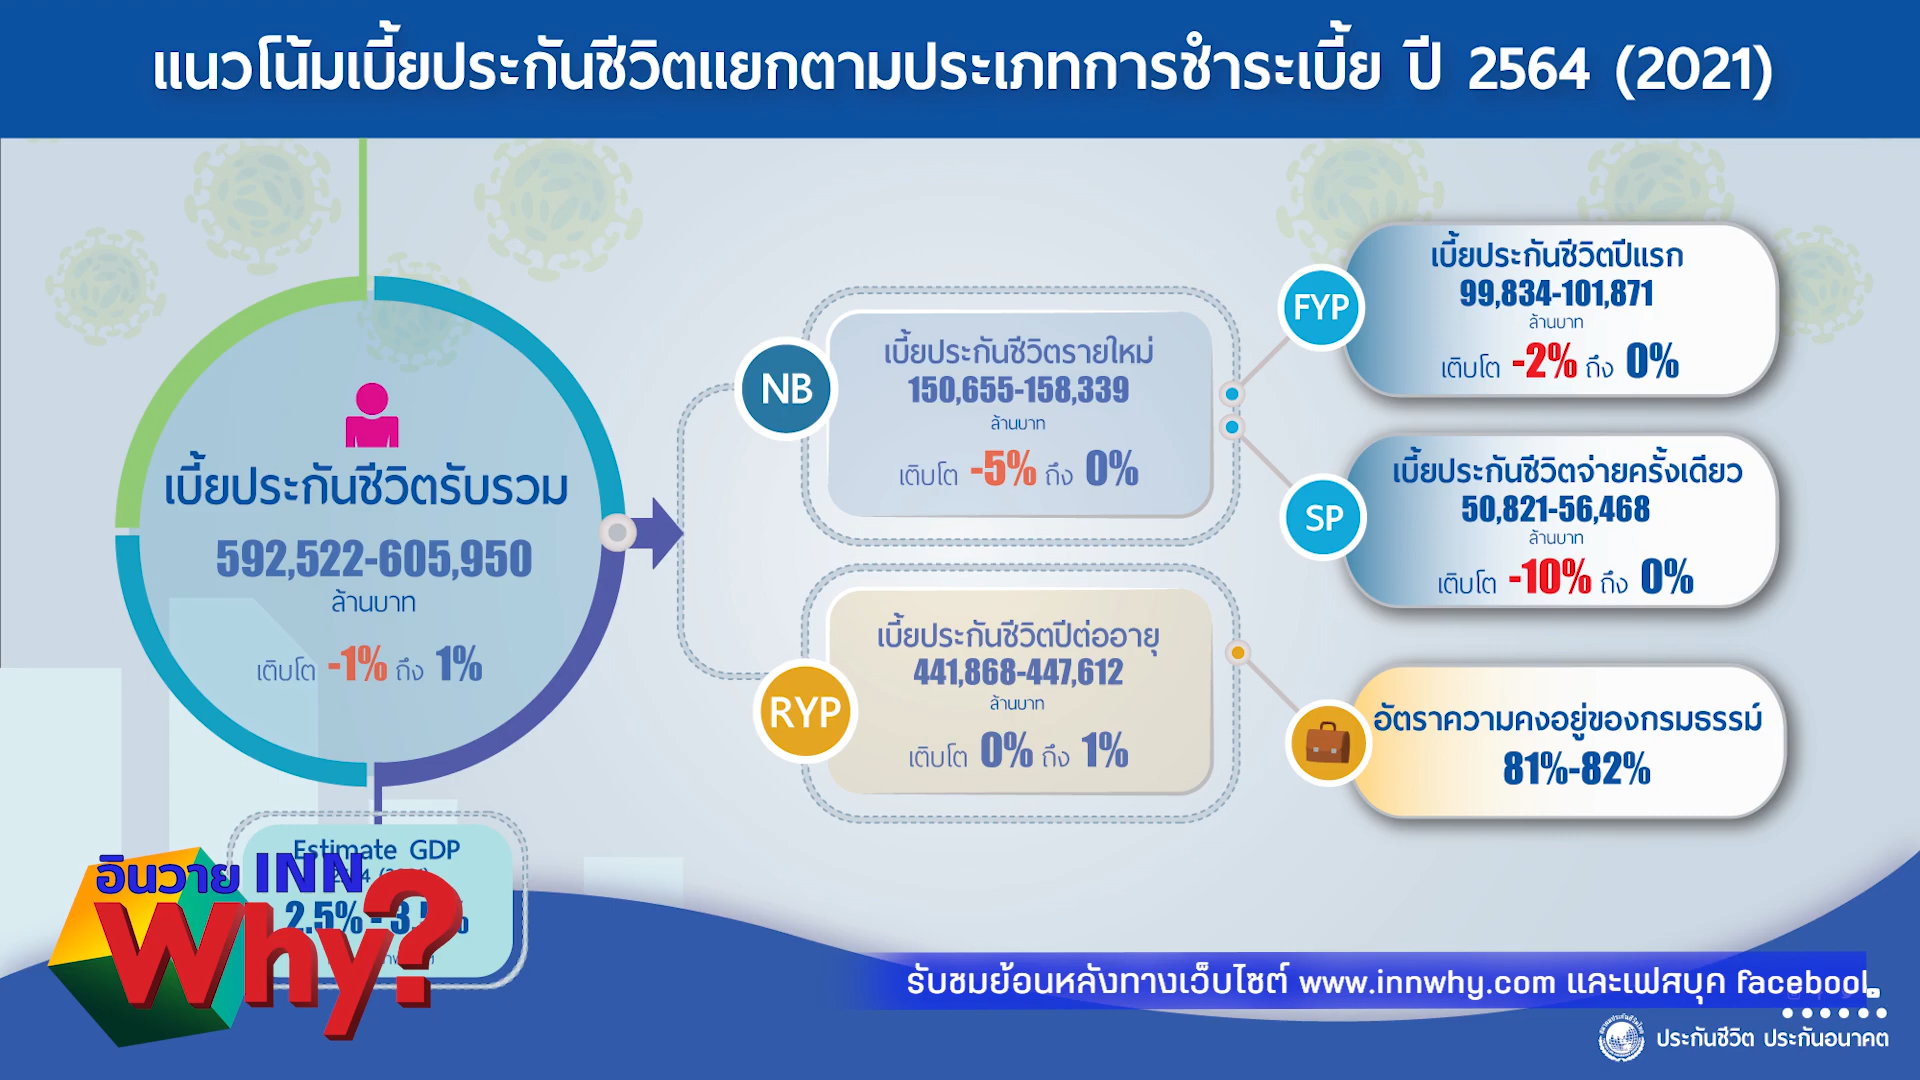 แนวโน้มเบี้ยประกันชีวิตแยกตามประเภทการชำระเบี้ย ปี 2564 (2021)
เบี้ยประกันชีวิตรับรวม
592,522-605,950
ล้านบาท
เติบโต -1% ถึง 1%
Estimate GDP
2.5% - 3.
NB
เบี้ยประกันชีวิตรายใหม่
150,655-158,339
ล้านบาท
เติบโต -5% ถึง 0%
RYP
เบี้ยประกันชีวิตปีต่ออายุ
441,868-447,612
ล้านบาท
เติบโต 0% ถึง 1%
FYP
เบี้ยประกันชีวิตปีแรก
99,834-101,871
ล้านบาท
เติบโต -2% ถึง 0%
SP
เบี้ยประกันชีวิตจ่ายครั้งเดียว
50,821-56,468
ล้านบาท
เติบโต -10% ถึง 0%
อัตราความคงอยู่ของกรมธรรม์
81%-82%
อินวาย INN
Why?
รับชมย้อนหลังทางเว็บไซต์ www.innwhy.com และเฟสบุค facebool
ประกันชีวิต ประกันอนาคต